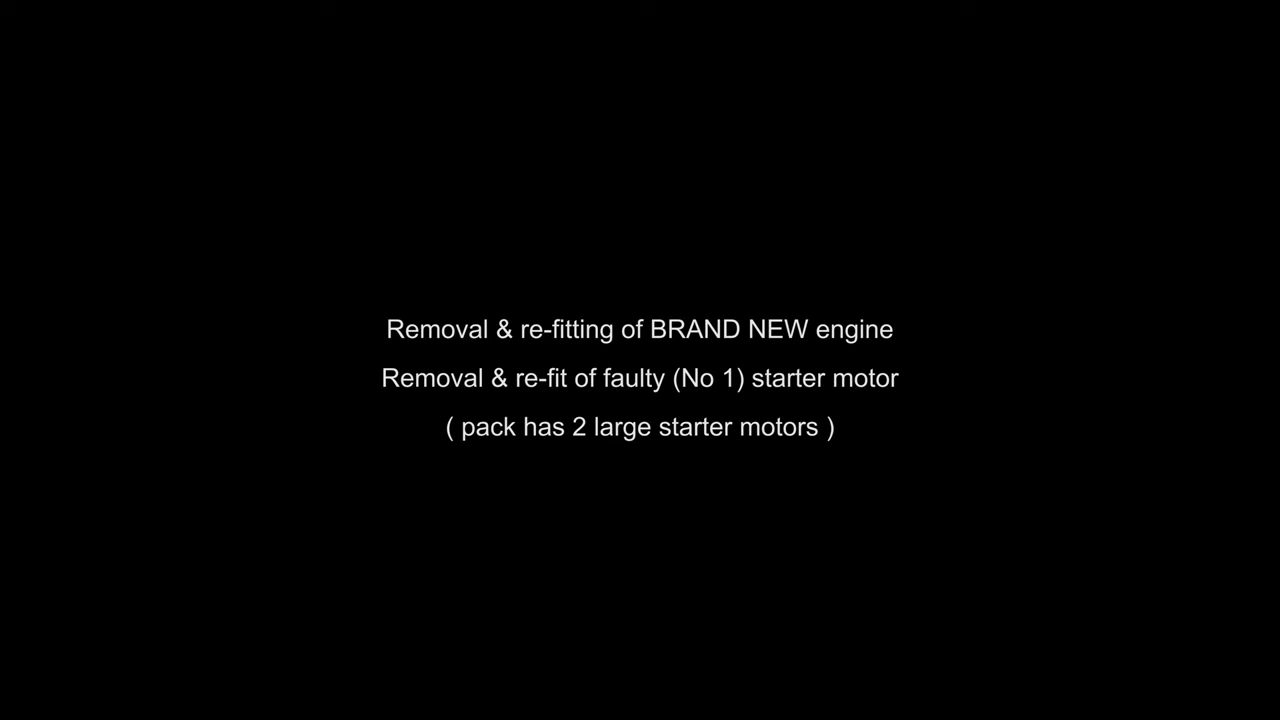 Removal & re-fitting of BRAND NEW engine
Removal & re-fit of faulty (No 1) starter motor
( pack has 2 large starter motors )